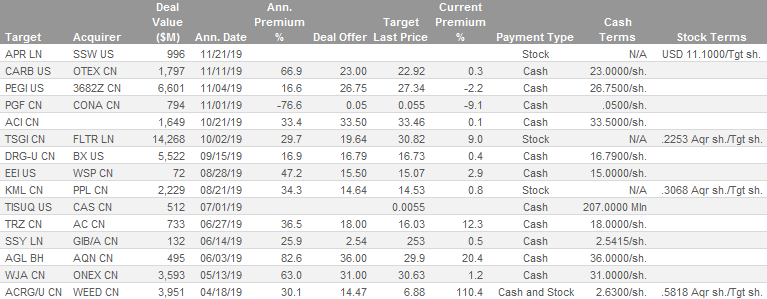 Target Acquirer Deal Value ($M) Ann. Date Ann. Premium % Deal Offer Target Last Price Current Premium % Payment Type Cash Terms Stock Terms
APR LN SSW US 996 11/21/19 Stock N/A USD 11.1000/Tgt sh.
CARB US OTEX CN 1,797 11/11/19 66.9 23.00 22.92 0.3 Cash 23.0000/sh.
PEGI US 3682Z CN 6,601 11/04/19 16.6 26.75 27.34 -2.2 Cash 26.7500/sh.
PGF CN CONA CN 794 11/01/19 -76.6 0.05 0.055 -9.1 Cash .0500/sh.
ACI CN 1,649 10/21/19 33.4 33.50 33.46 0.1 Cash 33.5000/sh.
TSGI CN FLTR LN 14,268 10/02/19 29.7 19.64 30.82 9.0 Stock N/A .2253 Aqr sh./Tgt sh.
DRG-U CN BX US 5,522 09/15/19 16.9 16.79 16.73 0.4 Cash 16.7900/sh.
EEI US WSP CN 72 08/28/19 47.2 15.50 15.07 2.9 Cash 15.0000/sh.
KML CN PPL CN 2,229 08/21/19 34.3 14.64 14.53 0.8 Stock N/A .3068 Aqr sh./Tgt sh.
TISUQ US CAS CN 512 07/01/19 0.0055 Cash 207.0000 Mln
TRZ CN AC CN 733 06/27/19 36.5 18.00 16.03 12.3 Cash 18.0000/sh.
SSY LN GIB/A CN 132 06/14/19 25.9 2.54 253 0.5 Cash 2.5415/sh.
AGL BH AQN CN 495 06/03/19 82.6 36.00 29.9 20.4 Cash 36.0000/sh.
WJA CN ONEX CN 3,593 05/13/19 63.0 31.00 30.63 1.2 Cash 31.0000/sh.
ACRG/U CN WEED CN 3,951 04/18/19 30.1 14.47 6.88 110.4 Cash and Stock 2.6300/sh. .5818 Aqr sh./Tgt sh.